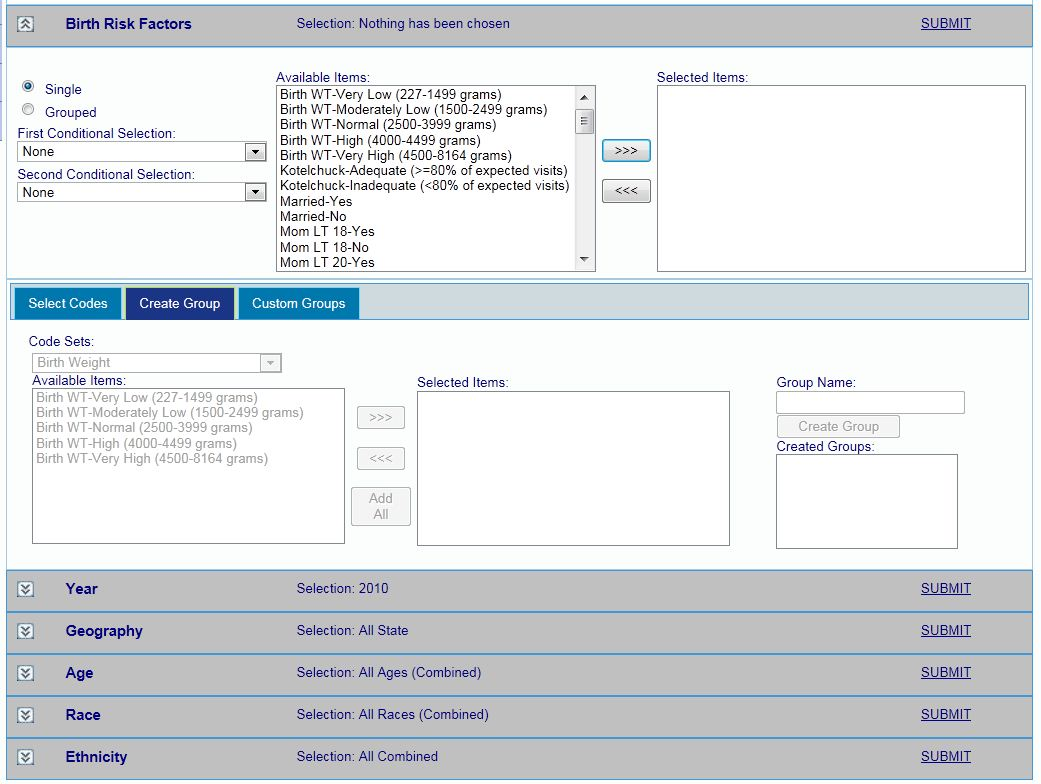 Birth Risk Factors Selection: Nothing has been chosen SUBMIT
Single
Grouped
First Conditional Selection:
None
Second Conditional Selection:
None
Available Items:
Birth WT-Very Low (227-1499 grams)
Birth WT-Moderately Low (1500-2499 grams)
Birth WT-Normal (2500-3999 grams)
Birth WT-High (4000-4499 grams)
Birth WT-Very High (4500-8164 grams)
Kotelchuck-Adequate (>=80% of expected visits)
Kotelchuck-Inadequate (<80% of expected visits)
Married-Yes
Married-No
Mom LT 18-Yes
Mom LT 18-No
Mom LT 20-Yes
>>>
<<<
Selected Items:
Select Codes Create Group Custom Groups
Code Sets:
Birth Weight
Available Items:
Birth WT-Very Low (227-1499 grams)
Birth WT-Moderately Low (1500-2499 grams)
Birth WT-Normal (2500-3999 grams)
Birth WT-High (4000-4499 grams)
Birth WT-Very High (4500-8164 grams)
>>>
<<<
Add
All
Selected Items:
Group Name:
Create Group
Created Groups:
Year Selection: 2010 SUBMIT
Geography Selection: All State SUBMIT
Age Selection: All Ages (Combined) SUBMIT
Race Selection: All Races (Combined) SUBMIT
Ethnicity Selection: All Combined SUBMIT